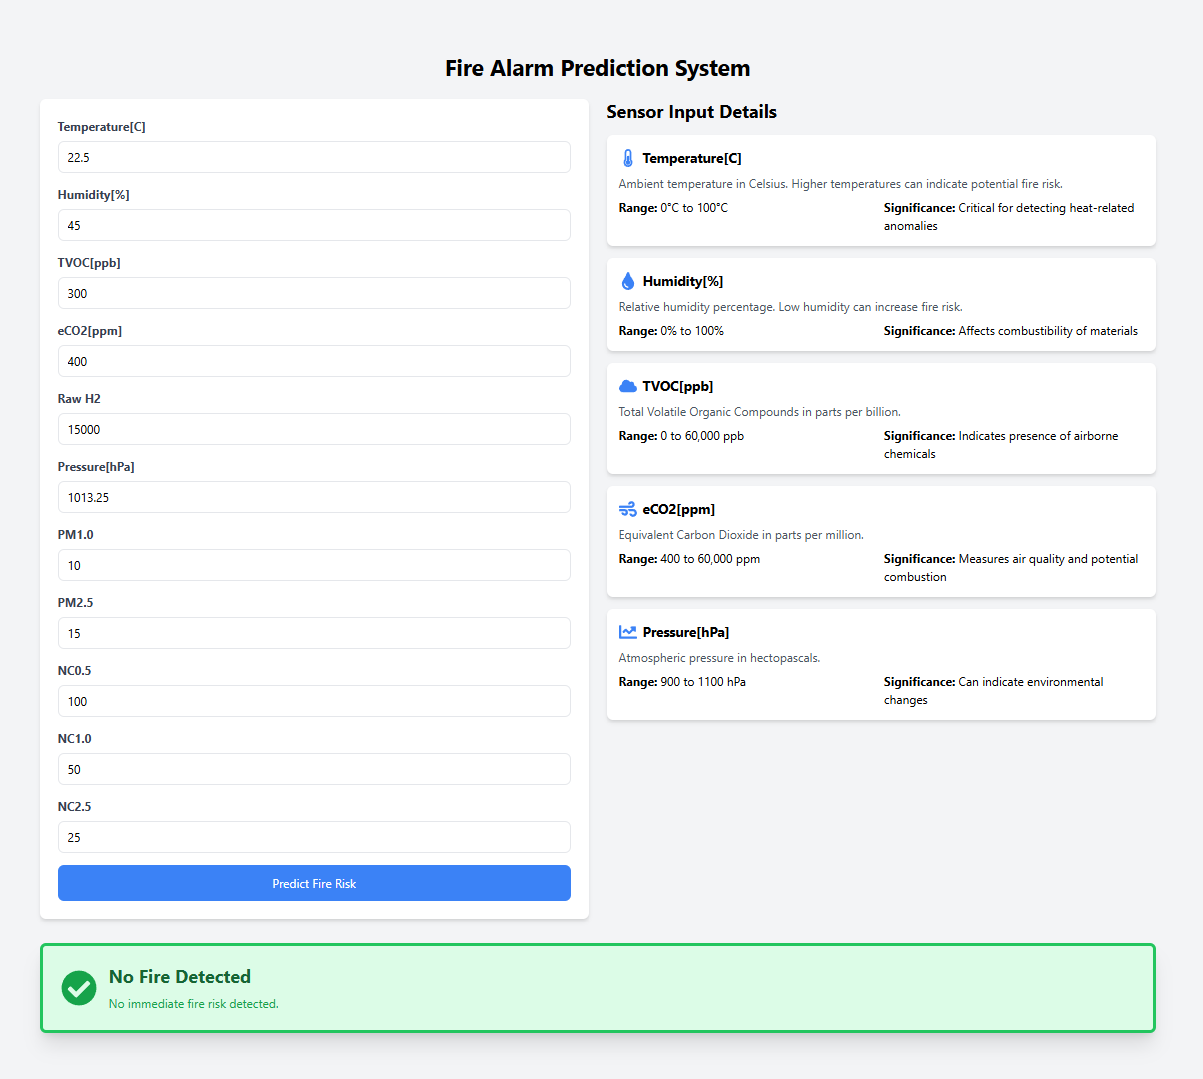 Fire Alarm Prediction System
Temperature[C]
22.5
Humidity[%]
45
TVOC[ppb]
300
eCO2[ppm]
400
Raw H2
15000
Pressure[hPa]
1013.25
PM1.0
10
PM2.5
15
NC0.5
100
NC1.0
50
NC2.5
25
Predict Fire Risk
Sensor Input Details
Temperature[C]
Ambient temperature in Celsius. Higher temperatures can indicate potential fire risk.
Range: 0°C to 100°C
Significance: Critical for detecting heat-related
anomalies
Humidity[%]
Relative humidity percentage. Low humidity can increase fire risk.
Range: 0% to 100%
Significance: Affects combustibility of materials
TVOC[ppb]
Total Volatile Organic Compounds in parts per billion.
Range: 0 to 60,000 ppb
Significance: Indicates presence of airborne
chemicals
eCO2[ppm]
Equivalent Carbon Dioxide in parts per million.
Range: 400 to 60,000 ppm
Significance: Measures air quality and potential
combustion
Pressure[hPa]
Atmospheric pressure in hectopascals.
Range: 900 to 1100 hPa
Significance: Can indicate environmental
changes
No Fire Detected
No immediate fire risk detected.